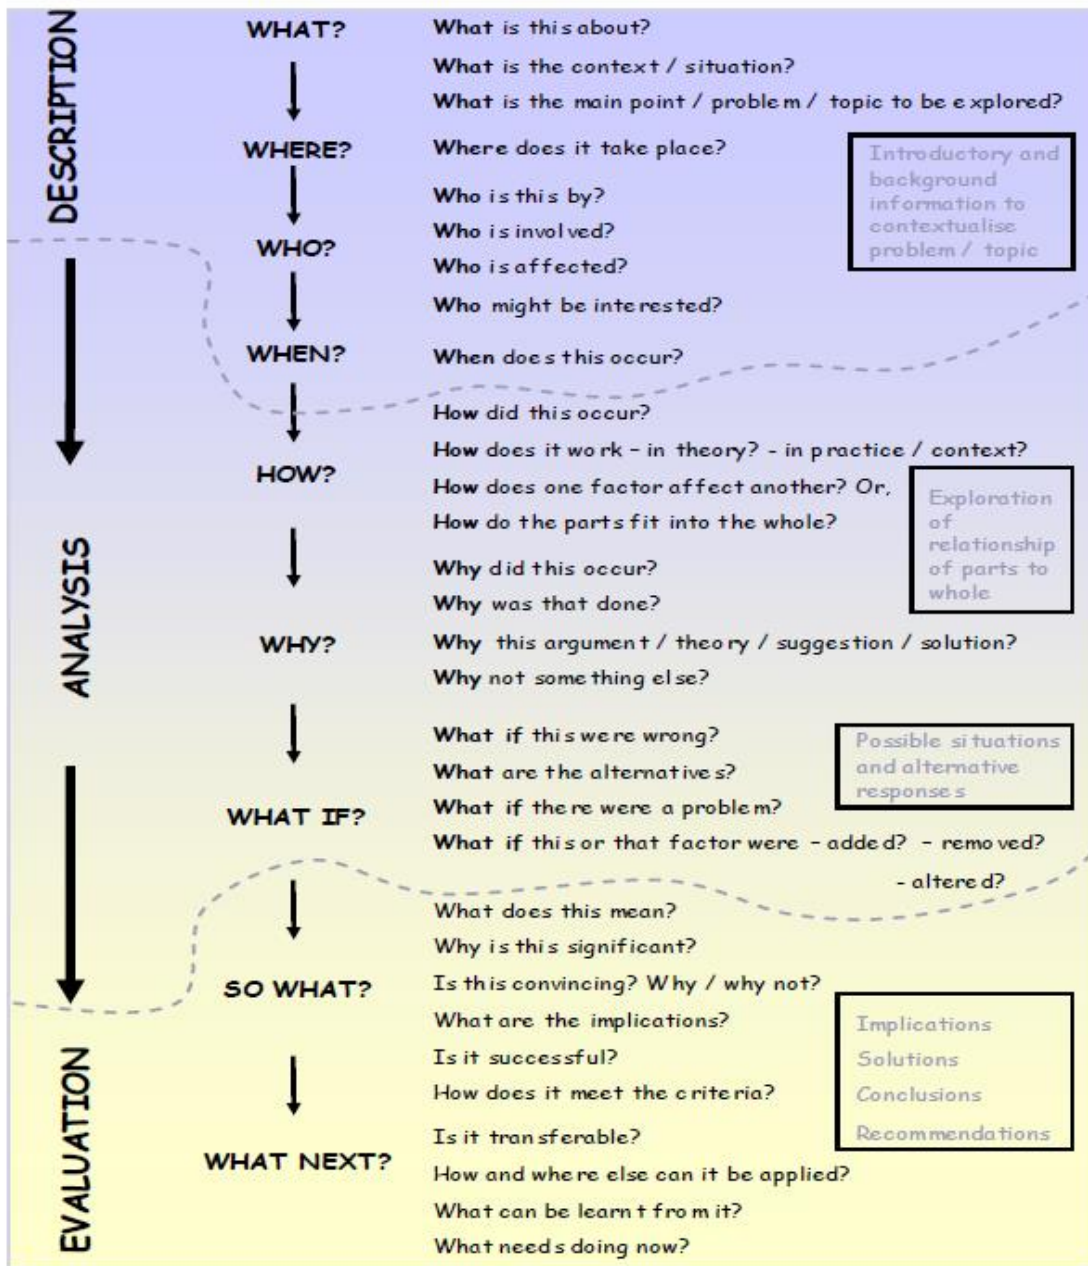 DESCRIPTION
WHAT?
What is this about?
What is the context / situation?
What is the main point / problem / topic to be explored?
WHERE?
Where does it take place?
Introductory and
background
information to
contextualise
problem / topic
WHO?
Who is this by?
Who is involved?
Who is affected?
Who might be interested?
WHEN?
When does this occur?
ANALYSIS
HOW?
How did this occur?
How does it work – in theory? - in practice / context?
How does one factor affect another? Or,
How do the parts fit into the whole?
Exploration
of
relationship
of parts to
whole
WHY?
Why did this occur?
Why was that done?
Why this argument / theory / suggestion / solution?
Why not something else?
WHAT IF?
What if this were wrong?
What are the alternatives?
What if there were a problem?
What if this or that factor were – added? – removed?
- altered?
Possible situations
and alternative
responses
EVALUATION
SO WHAT?
What does this mean?
Why is this significant?
Is this convincing? Why / why not?
What are the implications?
Is it successful?
How does it meet the criteria?
Implications
Solutions
Conclusions
Recommendations
WHAT NEXT?
Is it transferable?
How and where else can it be applied?
What can be learnt from it?
What needs doing now?